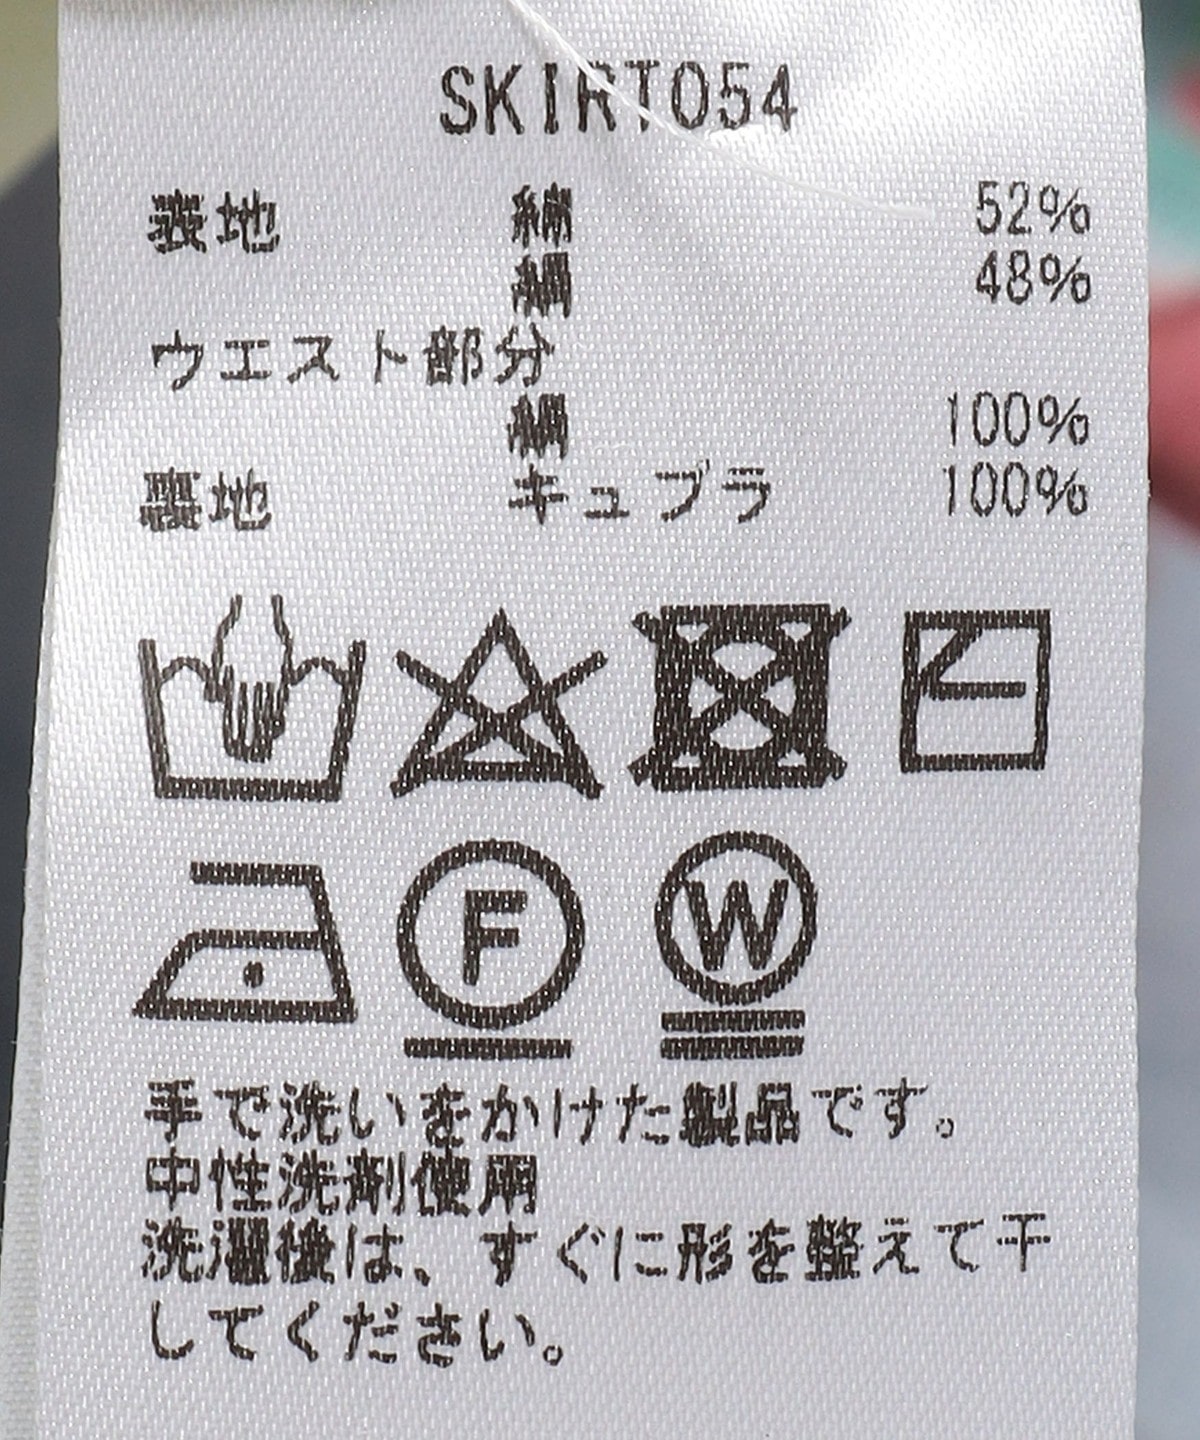 SKIRT054
表地 綿 52%
絹 48%
ウエスト部分
絹 100%
裏地 キュプラ 100%
F W
手で洗いをかけた製品です。
中性洗剤使用
洗濯後は、すぐに形を整えて干
してください。